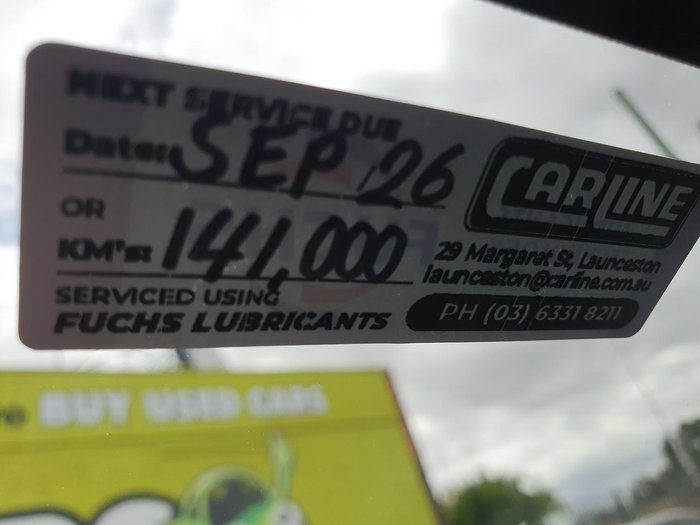 NEXT SERVICE DUE
Date: SEP 26
OR
KM's: 141,000
SERVICED USING
FUCHS LUBRICANTS
CARLINE
29 Margaret St, Launceston
launceston@carline.com.au
PH (03) 6331 8211
BUY USED CARS